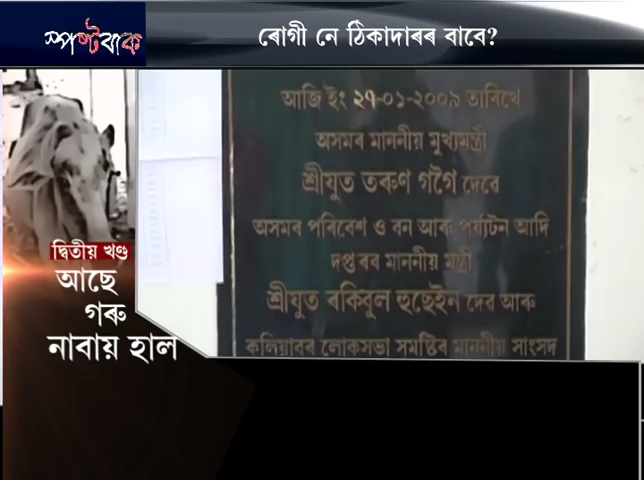 স্পষ্টবাক
ৰোগী নে ঠিকাদাৰৰ বাবে?
আজি ইং ২৭-০১-২০০৯ তাৰিখে
অসমৰ মাননীয় মুখ্যমন্ত্ৰী
শ্ৰীযুত তৰুণ গগৈ দেৱে
অসমৰ পৰিবেশ ও বন আৰু পৰ্য্যটন আদি
দপ্তৰৰ মাননীয় মন্ত্ৰী
শ্ৰীযুত ৰকিবুল হুছেইন দেৱ আৰু
কলিয়াবৰ লোকসভা সমষ্টিৰ মাননীয় সাংসদ
দ্বিতীয় খণ্ড
আছে
গৰু
নাবায় হাল